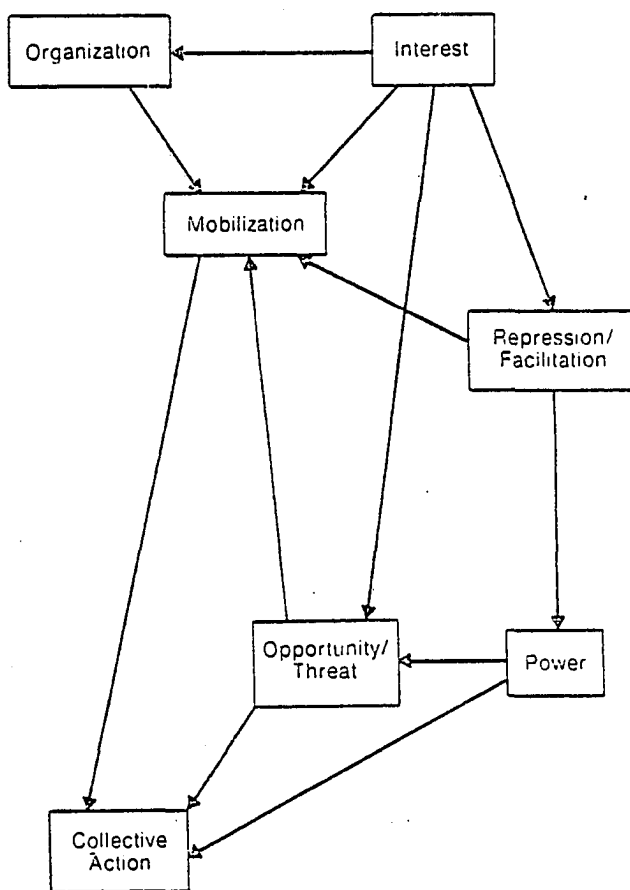 Organization
Interest
Mobilization
Repression/
Facilitation
Opportunity/
Threat
Power
Collective
Action